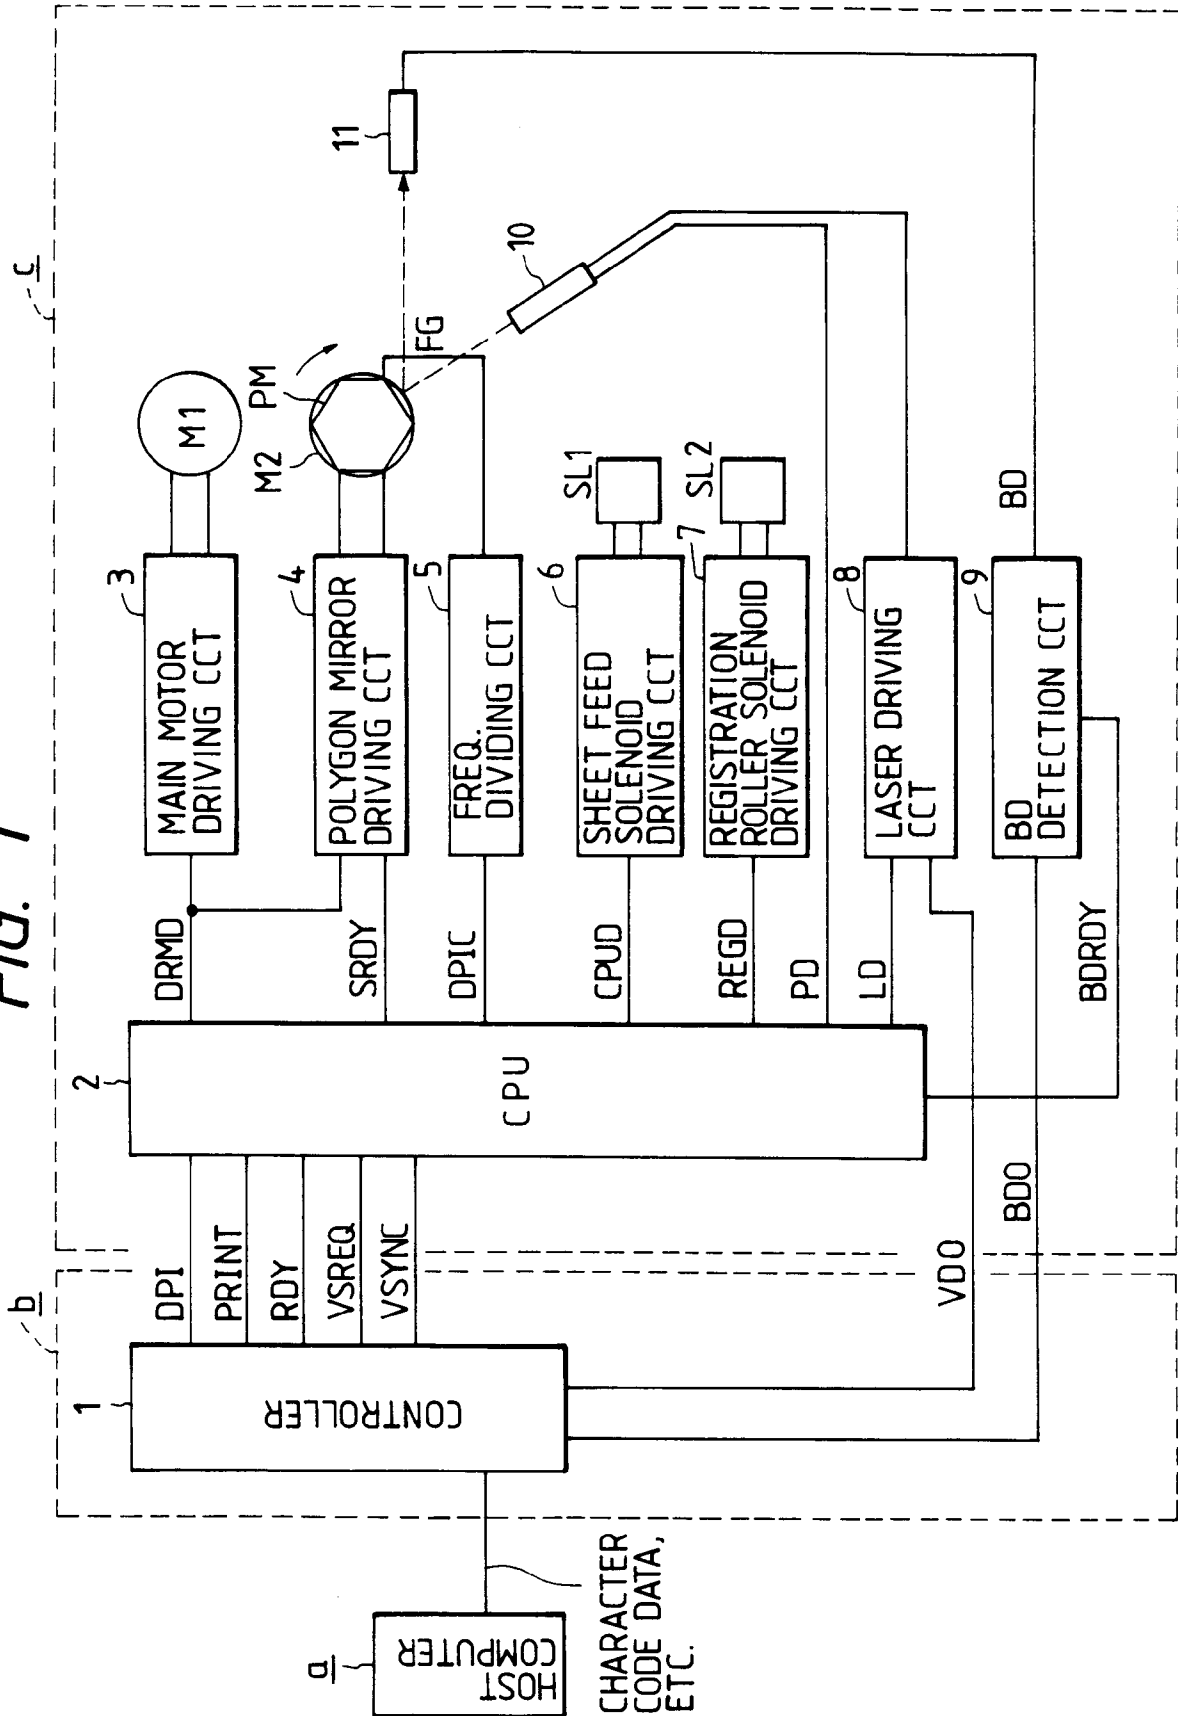 FIG. 1
a
HOST
COMPUTER
CHARACTER
CODE DATA,
ETC.
b
1
CONTROLLER
DPI
PRINT
RDY
VSREQ
VSYNC
VDO
BDO
c
2
CPU
DRMD
SRDY
DPIC
CPUD
REGD
PD
LD
BDRDY
3
MAIN MOTOR
DRIVING CCT
4
POLYGON MIRROR
DRIVING CCT
5
FREQ.
DIVIDING CCT
6
SHEET FEED
SOLENOID
DRIVING CCT
7
REGISTRATION
ROLLER SOLENOID
DRIVING CCT
8
LASER DRIVING
CCT
9
BD
DETECTION CCT
M1
M2
PM
FG
SL1
SL2
BD
10
11